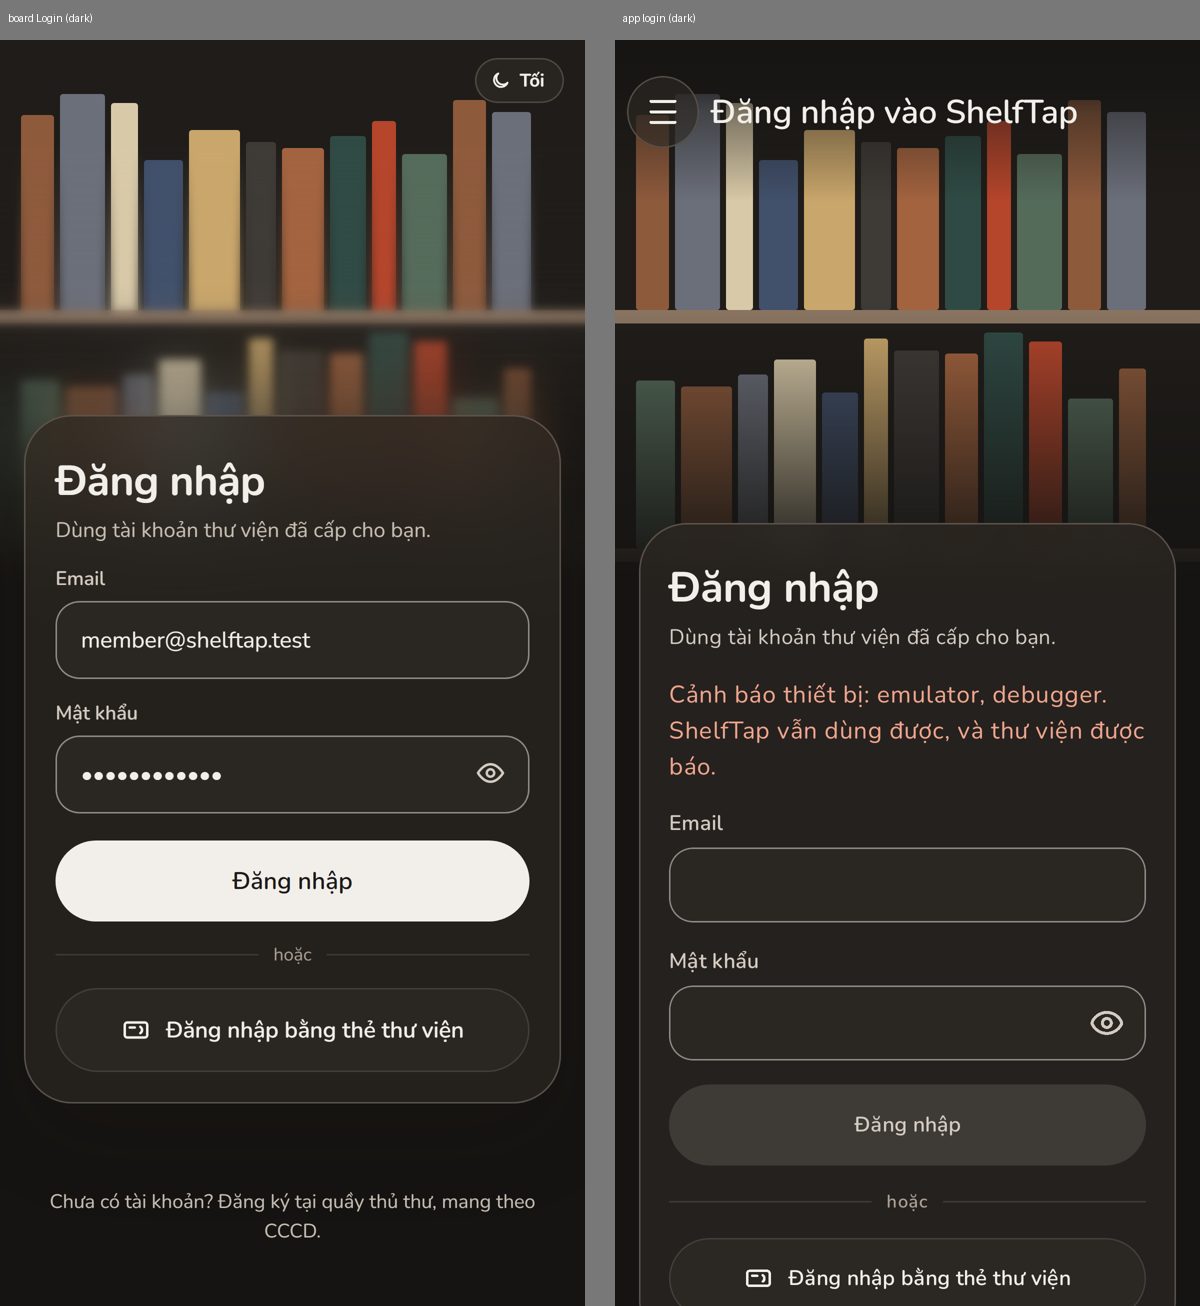 board Login (dark)
Tối
Đăng nhập
Dùng tài khoản thư viện đã cấp cho bạn.
Email
member@shelftap.test
Mật khẩu
••••••••••••
Đăng nhập
hoặc
Đăng nhập bằng thẻ thư viện
Chưa có tài khoản? Đăng ký tại quầy thủ thư, mang theo
CCCD.
app login (dark)
Đăng nhập vào ShelfTap
Đăng nhập
Dùng tài khoản thư viện đã cấp cho bạn.
Cảnh báo thiết bị: emulator, debugger.
ShelfTap vẫn dùng được, và thư viện được
báo.
Email
Mật khẩu
Đăng nhập
hoặc
Đăng nhập bằng thẻ thư viện